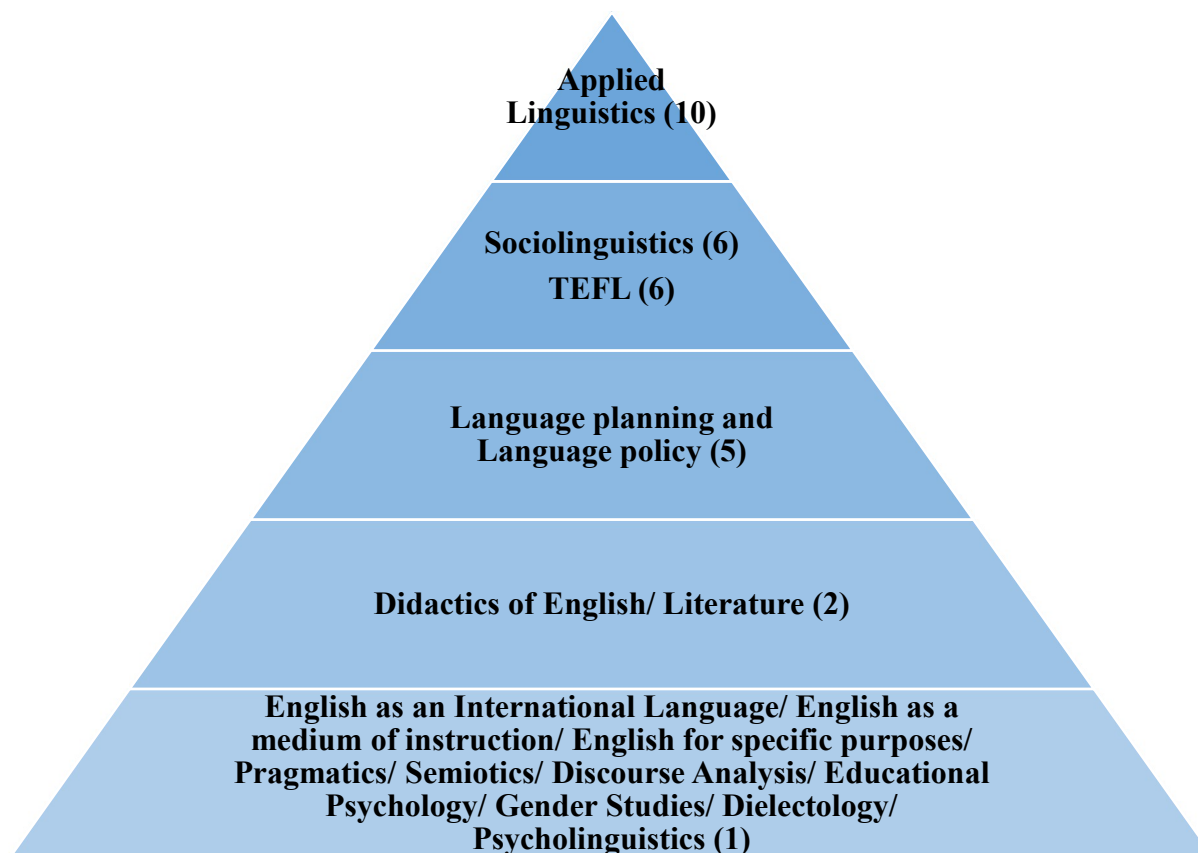 Applied
Linguistics (10)
Sociolinguistics (6)
TEFL (6)
Language planning and
Language policy (5)
Didactics of English/ Literature (2)
English as an International Language/ English as a
medium of instruction/ English for specific purposes/
Pragmatics/ Semiotics/ Discourse Analysis/ Educational
Psychology/ Gender Studies/ Dielectology/
Psycholinguistics (1)